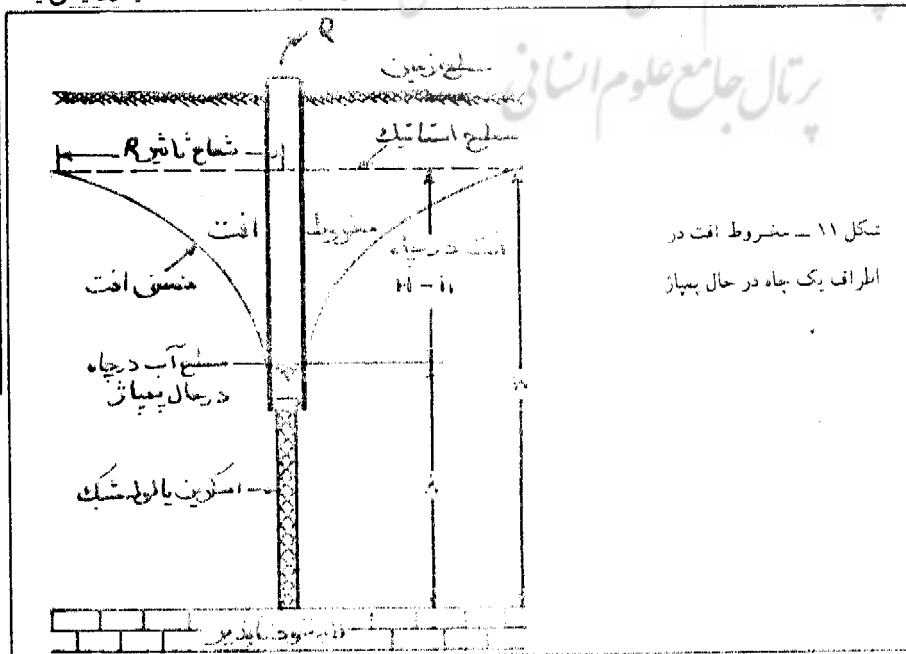 پرتال جامع علوم انسانی
Q
سطح زمین
سطح استاتیک
شعاع تاثیر R
افت
مخروط
افت در چاه
H - h
منحنی افت
سطح آب در چاه
در حال پمپاژ
اسکرین یا لوله مشبک
نفوذ ناپذیر
شکل ۱۱ – مخروط افت در
اطراف یک چاه در حال پمپاژ